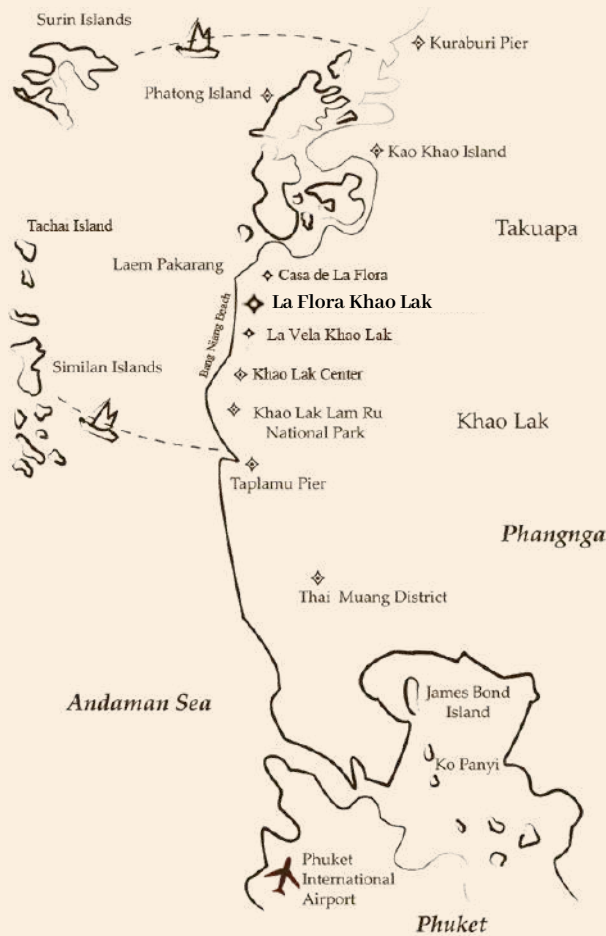 Surin Islands
Kuraburi Pier
Phatong Island
Kao Khao Island
Tachai Island
Takuapa
Laem Pakarang
Casa de La Flora
La Flora Khao Lak
Bang Niang Beach
La Vela Khao Lak
Similan Islands
Khao Lak Center
Khao Lak Lam Ru
National Park
Khao Lak
Taplamu Pier
Phangnga
Thai Muang District
Andaman Sea
James Bond
Island
Ko Panyi
Phuket
International
Airport
Phuket